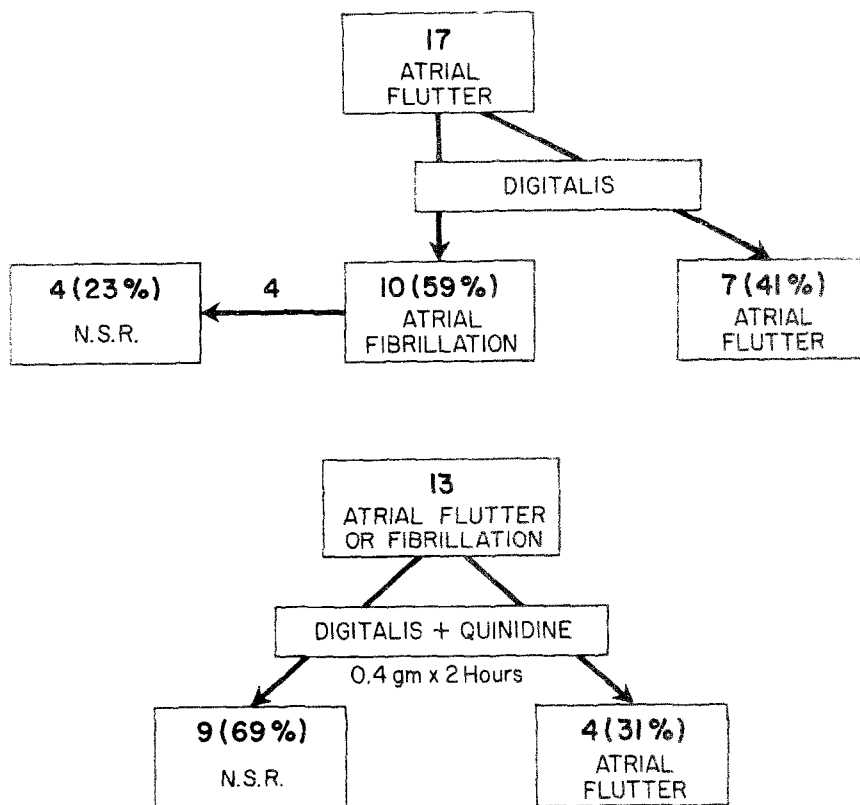 17
ATRIAL
FLUTTER
DIGITALIS
4 (23%)
N.S.R.
4
10 (59%)
ATRIAL
FIBRILLATION
7 (41%)
ATRIAL
FLUTTER
13
ATRIAL FLUTTER
OR FIBRILLATION
DIGITALIS + QUINIDINE
0.4 gm x 2 Hours
9 (69%)
N.S.R.
4 (31%)
ATRIAL
FLUTTER